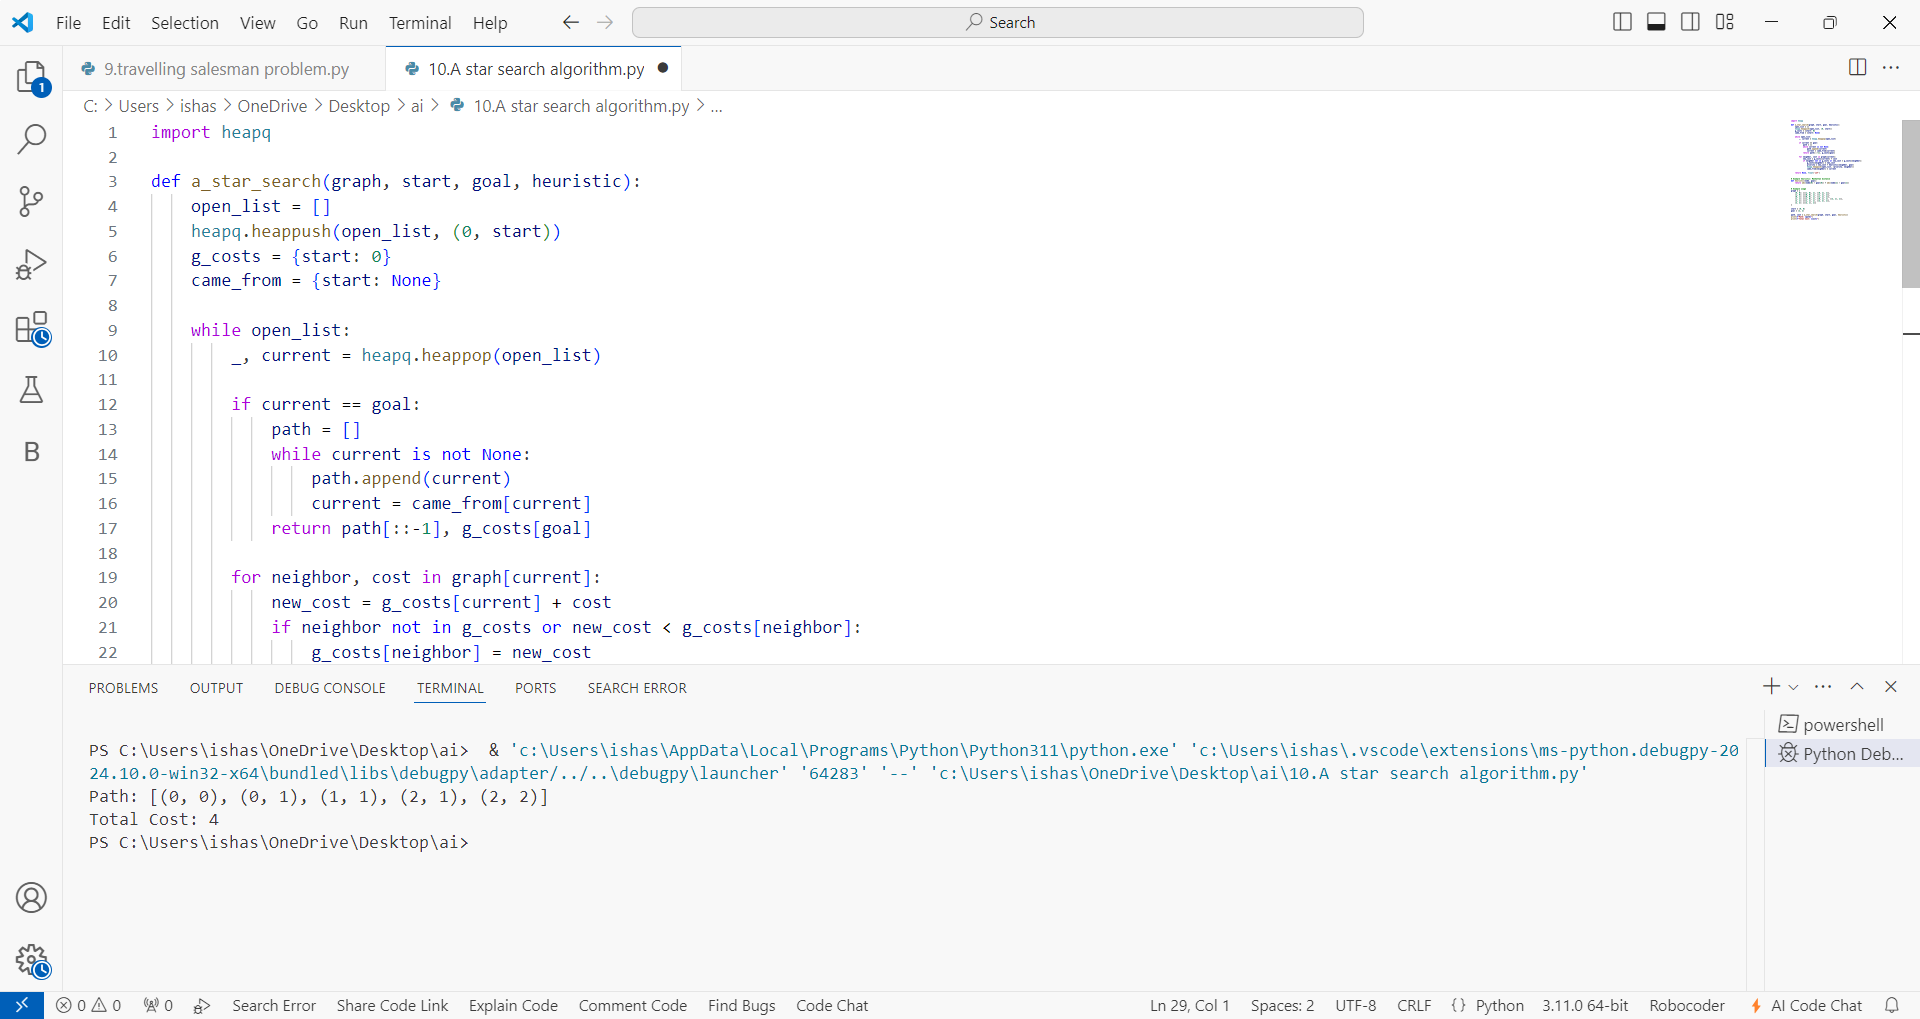 File Edit Selection View Go Run Terminal Help Search
9.travelling salesman problem.py 10.A star search algorithm.py
C: > Users > ishas > OneDrive > Desktop > ai > 10.A star search algorithm.py > ...
1 import heapq
2
3 def a_star_search(graph, start, goal, heuristic):
4 open_list = []
5 heapq.heappush(open_list, (0, start))
6 g_costs = {start: 0}
7 came_from = {start: None}
8
9 while open_list:
10 _, current = heapq.heappop(open_list)
11
12 if current == goal:
13 path = []
14 while current is not None:
15 path.append(current)
16 current = came_from[current]
17 return path[::-1], g_costs[goal]
18
19 for neighbor, cost in graph[current]:
20 new_cost = g_costs[current] + cost
21 if neighbor not in g_costs or new_cost < g_costs[neighbor]:
22 g_costs[neighbor] = new_cost
1
B
PROBLEMS OUTPUT DEBUG CONSOLE TERMINAL PORTS SEARCH ERROR
powershell
Python Deb...
PS C:\Users\ishas\OneDrive\Desktop\ai>  & 'c:\Users\ishas\AppData\Local\Programs\Python\Python311\python.exe' 'c:\Users\ishas\.vscode\extensions\ms-python.debugpy-20
24.10.0-win32-x64\bundled\libs\debugpy\adapter/../..\debugpy\launcher' '64283' '--' 'c:\Users\ishas\OneDrive\Desktop\ai\10.A star search algorithm.py'
Path: [(0, 0), (0, 1), (1, 1), (2, 1), (2, 2)]
Total Cost: 4
PS C:\Users\ishas\OneDrive\Desktop\ai>
0 0 0 Search Error Share Code Link Explain Code Comment Code Find Bugs Code Chat Ln 29, Col 1 Spaces: 2 UTF-8 CRLF {} Python 3.11.0 64-bit Robocoder AI Code Chat